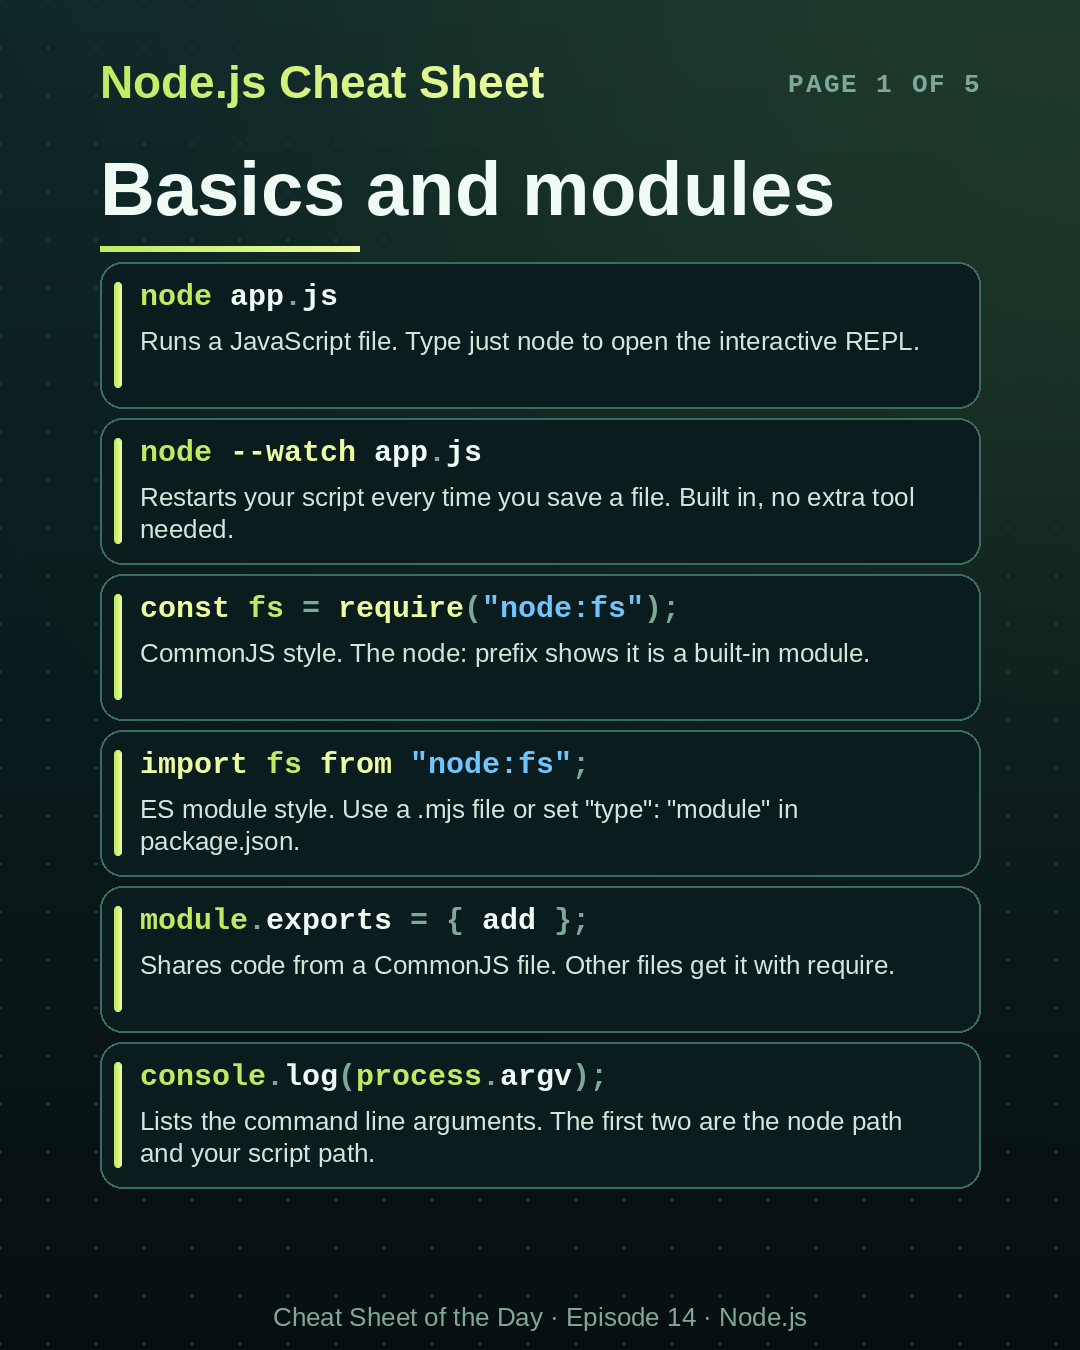 Node.js Cheat Sheet
PAGE 1 OF 5
Basics and modules
node app.js
Runs a JavaScript file. Type just node to open the interactive REPL.
node --watch app.js
Restarts your script every time you save a file. Built in, no extra tool
needed.
const fs = require("node:fs");
CommonJS style. The node: prefix shows it is a built-in module.
import fs from "node:fs";
ES module style. Use a .mjs file or set "type": "module" in
package.json.
module.exports = { add };
Shares code from a CommonJS file. Other files get it with require.
console.log(process.argv);
Lists the command line arguments. The first two are the node path
and your script path.
Cheat Sheet of the Day · Episode 14 · Node.js